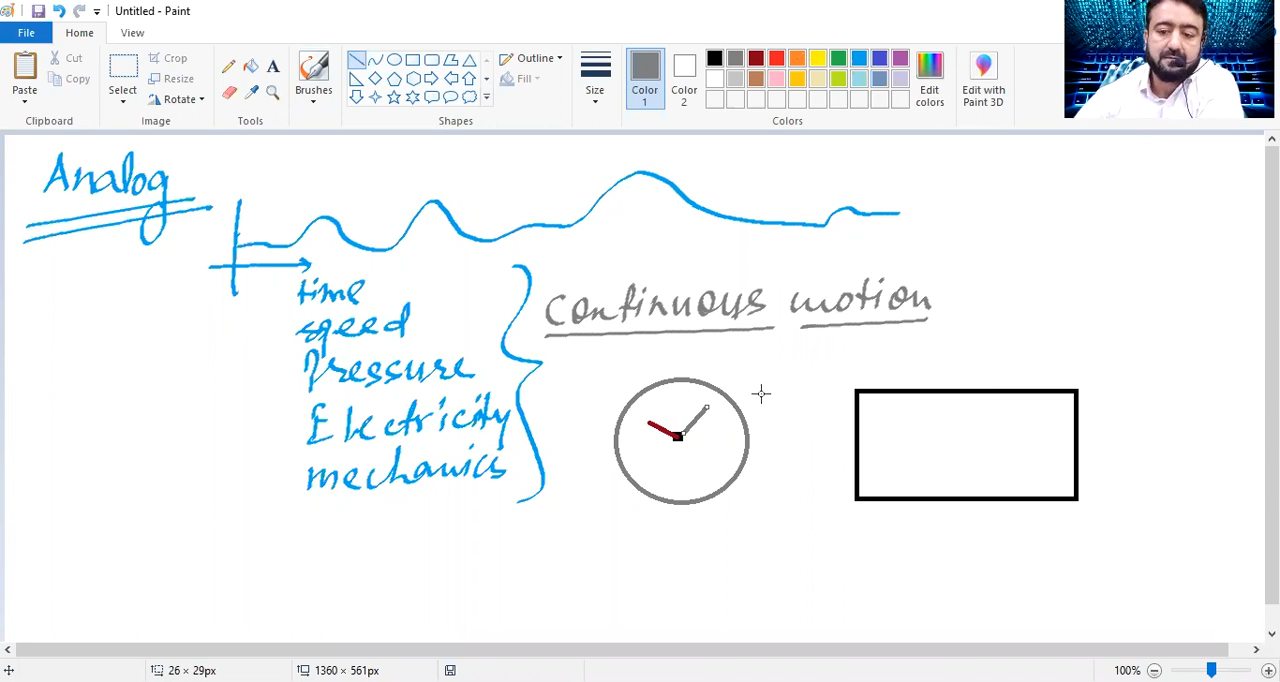 Untitled - Paint
File Home View
Paste
Cut
Copy
Clipboard
Select
Crop
Resize
Rotate
Image
A
Tools
Brushes
Shapes
Outline
Fill
Size
Color 1
Color 2
Colors
Edit colors
Edit with Paint 3D
Analog
time
speed
Pressure
Electricity
mechanics
continuous motion
26 × 29px
1360 × 561px
100%